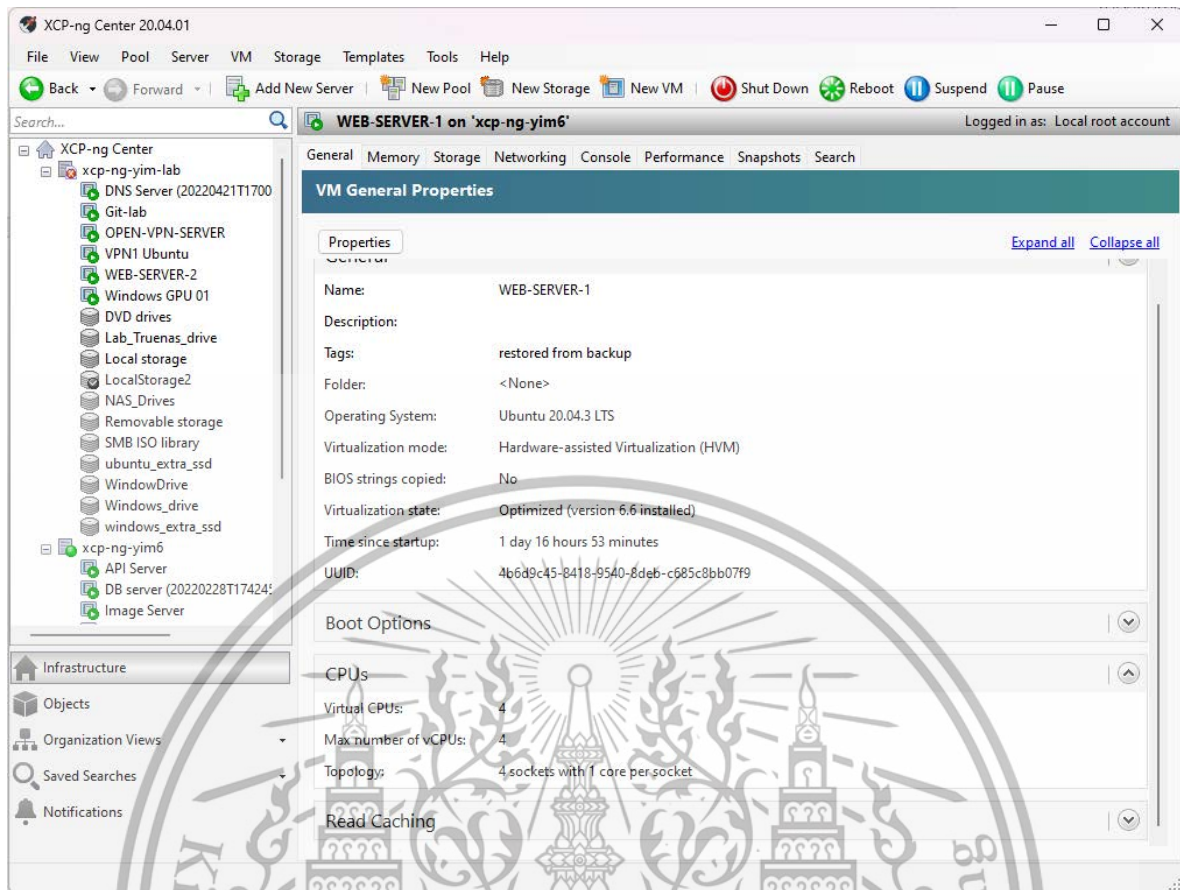 XCP-ng Center 20.04.01
File View Pool Server VM Storage Templates Tools Help
Back Forward Add New Server New Pool New Storage New VM Shut Down Reboot Suspend Pause
Search...
WEB-SERVER-1 on 'xcp-ng-yim6'
Logged in as: Local root account
XCP-ng Center
xcp-ng-yim-lab
DNS Server (20220421T1700
Git-lab
OPEN-VPN-SERVER
VPN1 Ubuntu
WEB-SERVER-2
Windows GPU 01
DVD drives
Lab_Truenas_drive
Local storage
LocalStorage2
NAS_Drives
Removable storage
SMB ISO library
ubuntu_extra_ssd
WindowDrive
Windows_drive
windows_extra_ssd
xcp-ng-yim6
API Server
DB server (20220228T17424
Image Server
Infrastructure
Objects
Organization Views
Saved Searches
Notifications
General Memory Storage Networking Console Performance Snapshots Search
VM General Properties
Properties
Expand all Collapse all
General
Name: WEB-SERVER-1
Description:
Tags: restored from backup
Folder: <None>
Operating System: Ubuntu 20.04.3 LTS
Virtualization mode: Hardware-assisted Virtualization (HVM)
BIOS strings copied: No
Virtualization state: Optimized (version 6.6 installed)
Time since startup: 1 day 16 hours 53 minutes
UUID: 4b6d9c45-8418-9540-8deb-c685c8bb07f9
Boot Options
CPUs
Virtual CPUs: 4
Max number of vCPUs: 4
Topology: 4 sockets with 1 core per socket
Read Caching